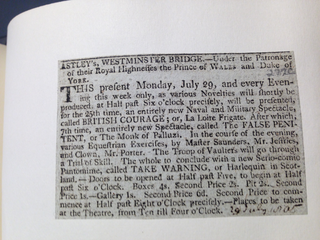 ASTLEY's, WESTMINSTER BRIDGE.—Under the Patronage
of their Royal Highnesses the Prince of WALES and Duke of
YORK.
THIS present Monday, July 29, and every Even-
ing this week only, as various Novelties will shortly be
produced, at Half past Six o'clock precisely, will be presented,
for the 25th time, an entirely new Naval and Military Spectacle,
called BRITISH COURAGE; or, La Loire Frigate. After which,
7th time, an entirely new Spectacle, called The FALSE PENI-
TENT, or The Monk of Palluzi. In the course of the evening,
various Equestrian Exercises, by Master Saunders, Mr. Jeffries,
and Clown, Mr. Porter. The Troop of Vaulters will go through
a Trial of Skill. The whole to conclude with a new Serio-comic
Pantomime, called TAKE WARNING, or Harlequin in Scot-
land.—Doors to be opened at Half past Five, to begin at Half
past Six o'Clock. Boxes 4s. Second Price 2s. Pit 2s. Second
Price 1s.—Gallery 1s. Second Price 6d. Second Price to com-
mence at Half past Eight o'Clock precisely.—Places to be taken
at the Theatre, from Ten till Four o'Clock.